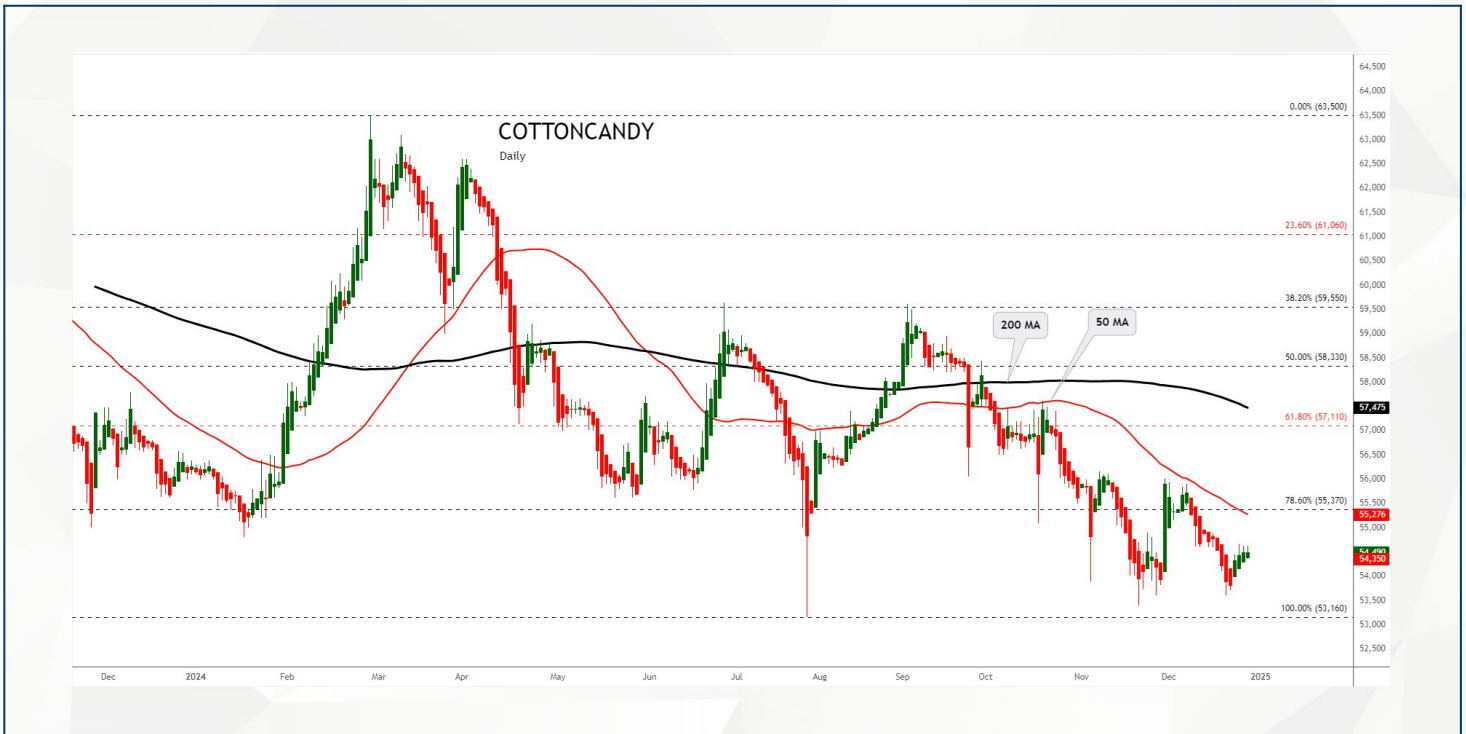 COTTONCANDY
Daily
0.00% (63,500)
23.60% (61,060)
38.20% (59,550)
50.00% (58,330)
61.80% (57,110)
78.60% (55,370)
100.00% (53,160)
200 MA
50 MA
64,500
64,000
63,500
63,000
62,500
62,000
61,500
61,000
60,500
60,000
59,500
59,000
58,500
58,000
57,475
57,000
56,500
56,000
55,500
55,276
55,000
54,490
54,350
54,000
53,500
53,000
52,500
Dec
2024
Feb
Mar
Apr
May
Jun
Jul
Aug
Sep
Oct
Nov
Dec
2025